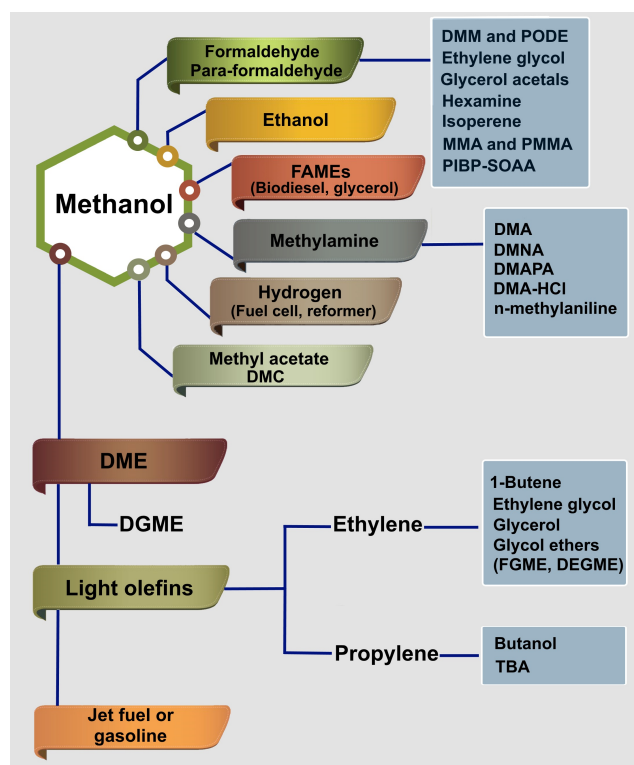 Formaldehyde
Para-formaldehyde
DMM and PODE
Ethylene glycol
Glycerol acetals
Hexamine
Isoperene
MMA and PMMA
PIBP-SOAA
Ethanol
FAMEs
(Biodiesel, glycerol)
Methanol
Methylamine
DMA
DMNA
DMAPA
DMA-HCl
n-methylaniline
Hydrogen
(Fuel cell, reformer)
Methyl acetate
DMC
DME
DGME
Light olefins
Ethylene
1-Butene
Ethylene glycol
Glycerol
Glycol ethers
(FGME, DEGME)
Propylene
Butanol
TBA
Jet fuel or
gasoline